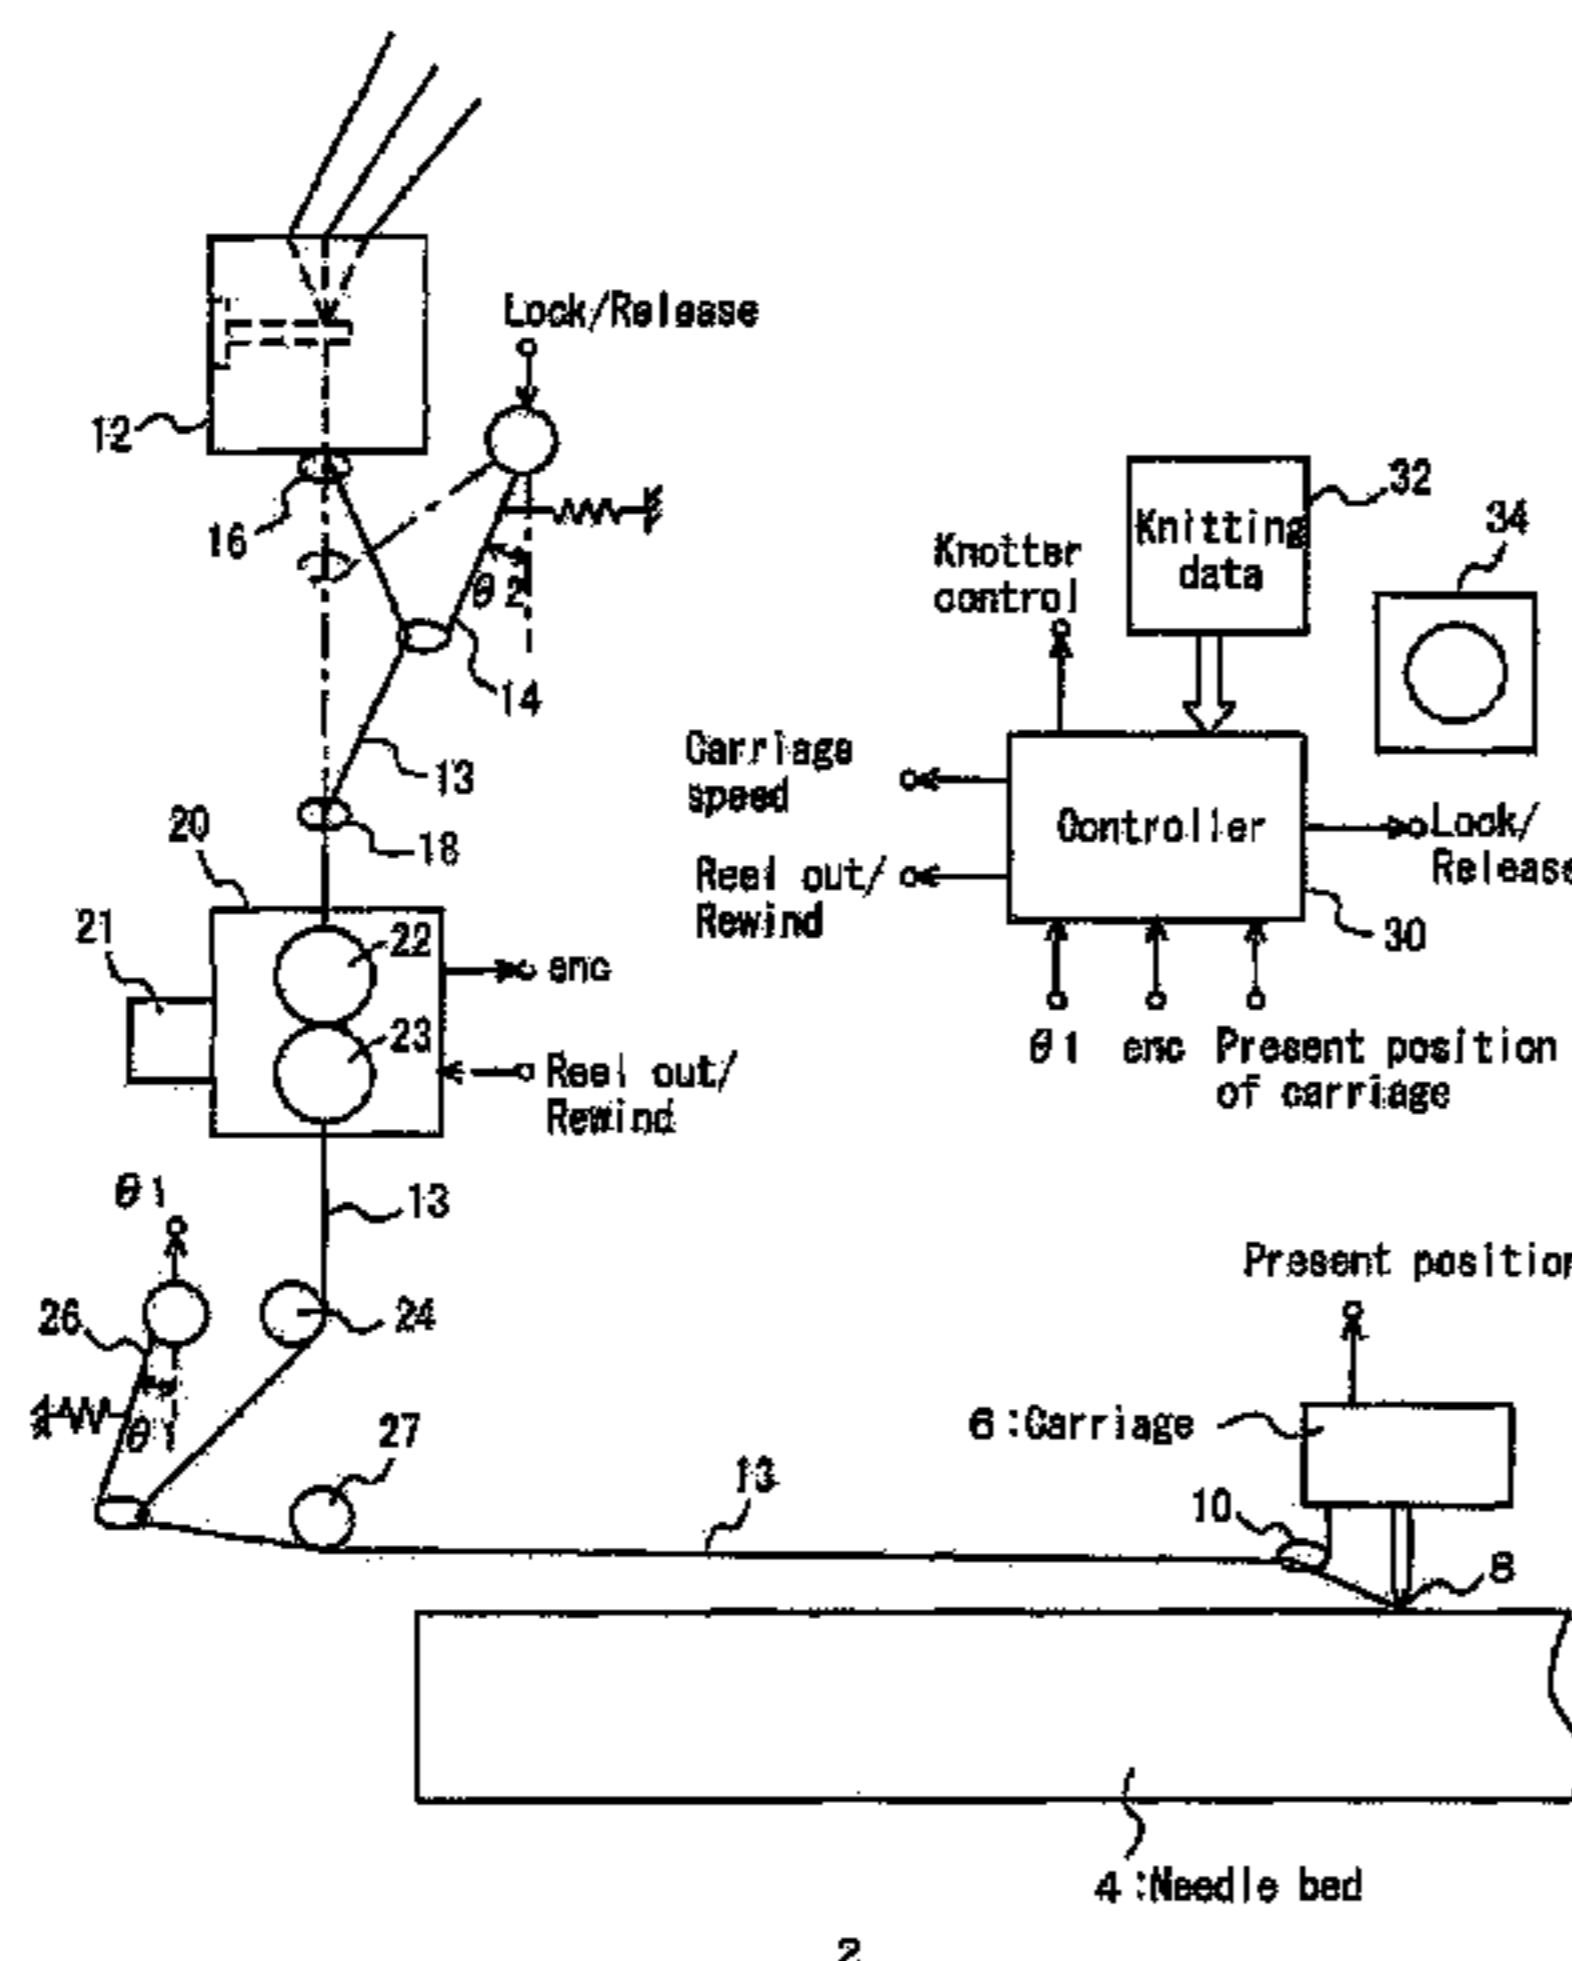 Lock/Release
12
16
θ2
14
13
18
20
21
22
23
enc
Reel out/
Rewind
13
θ1
26
24
θ1
27
13
Knotter
control
Knitting
data
32
34
Carriage
speed
Controller
Lock/
Release
Reel out/
Rewind
30
θ1 enc Present position
of carriage
Present position
6:Carriage
10
8
4:Needle bed
2